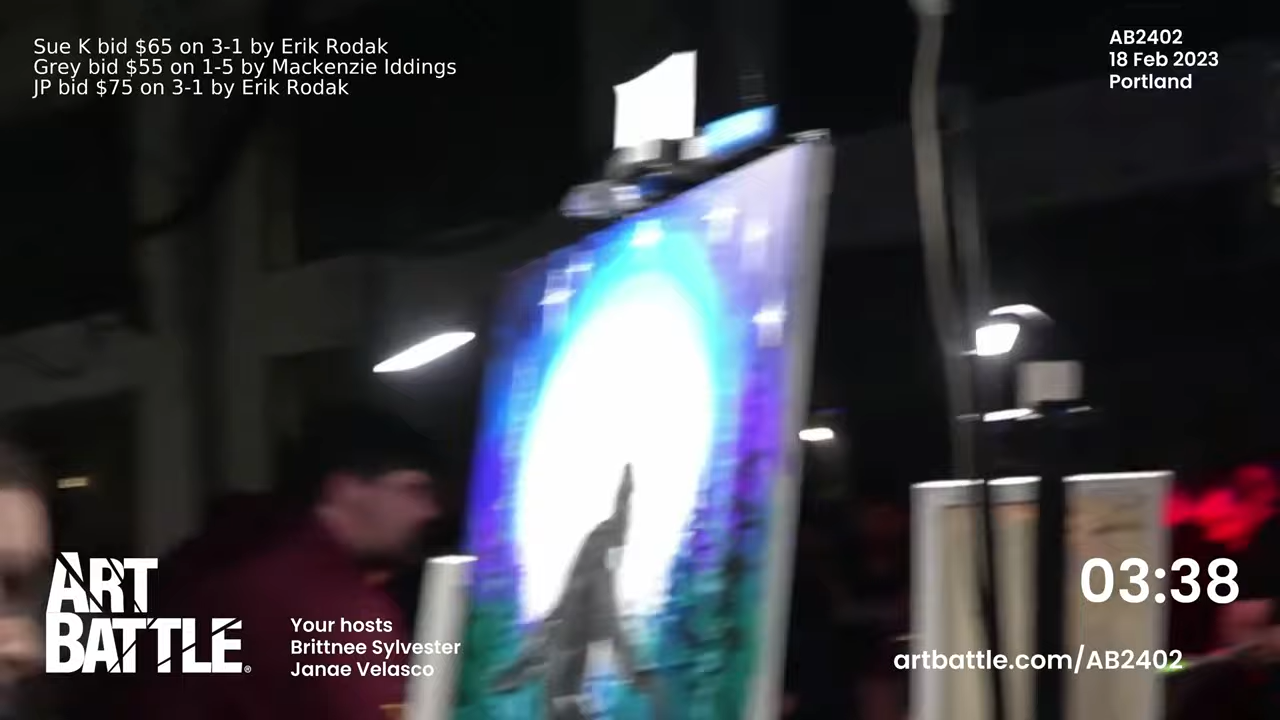 Sue K bid $65 on 3-1 by Erik Rodak
Grey bid $55 on 1-5 by Mackenzie Iddings
JP bid $75 on 3-1 by Erik Rodak
AB2402
18 Feb 2023
Portland
ART
BATTLE®
Your hosts
Brittnee Sylvester
Janae Velasco
03:38
artbattle.com/AB2402